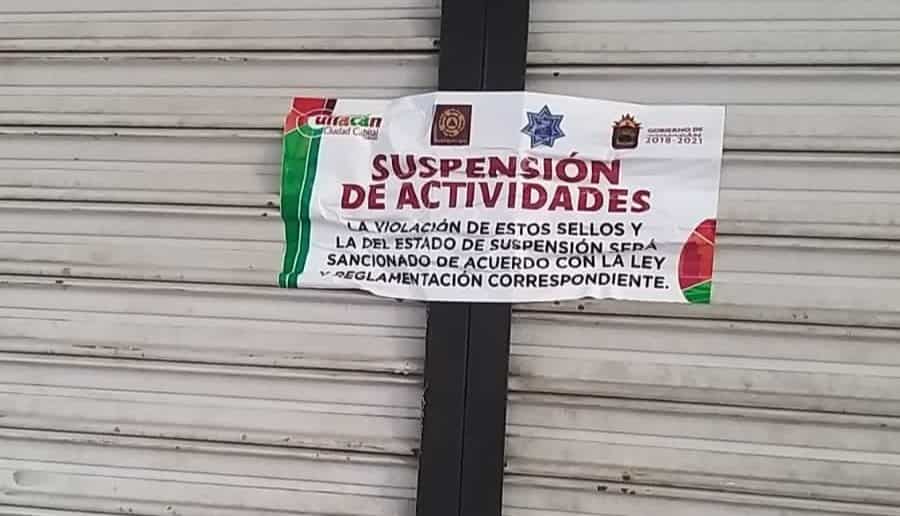 Culiacán
Ciudad Capital
GOBIERNO DE
2018-2021
SUSPENSIÓN
DE ACTIVIDADES
LA VIOLACIÓN DE ESTOS SELLOS Y
LA DEL ESTADO DE SUSPENSIÓN SERÁ
SANCIONADO DE ACUERDO CON LA LEY
Y REGLAMENTACIÓN CORRESPONDIENTE.